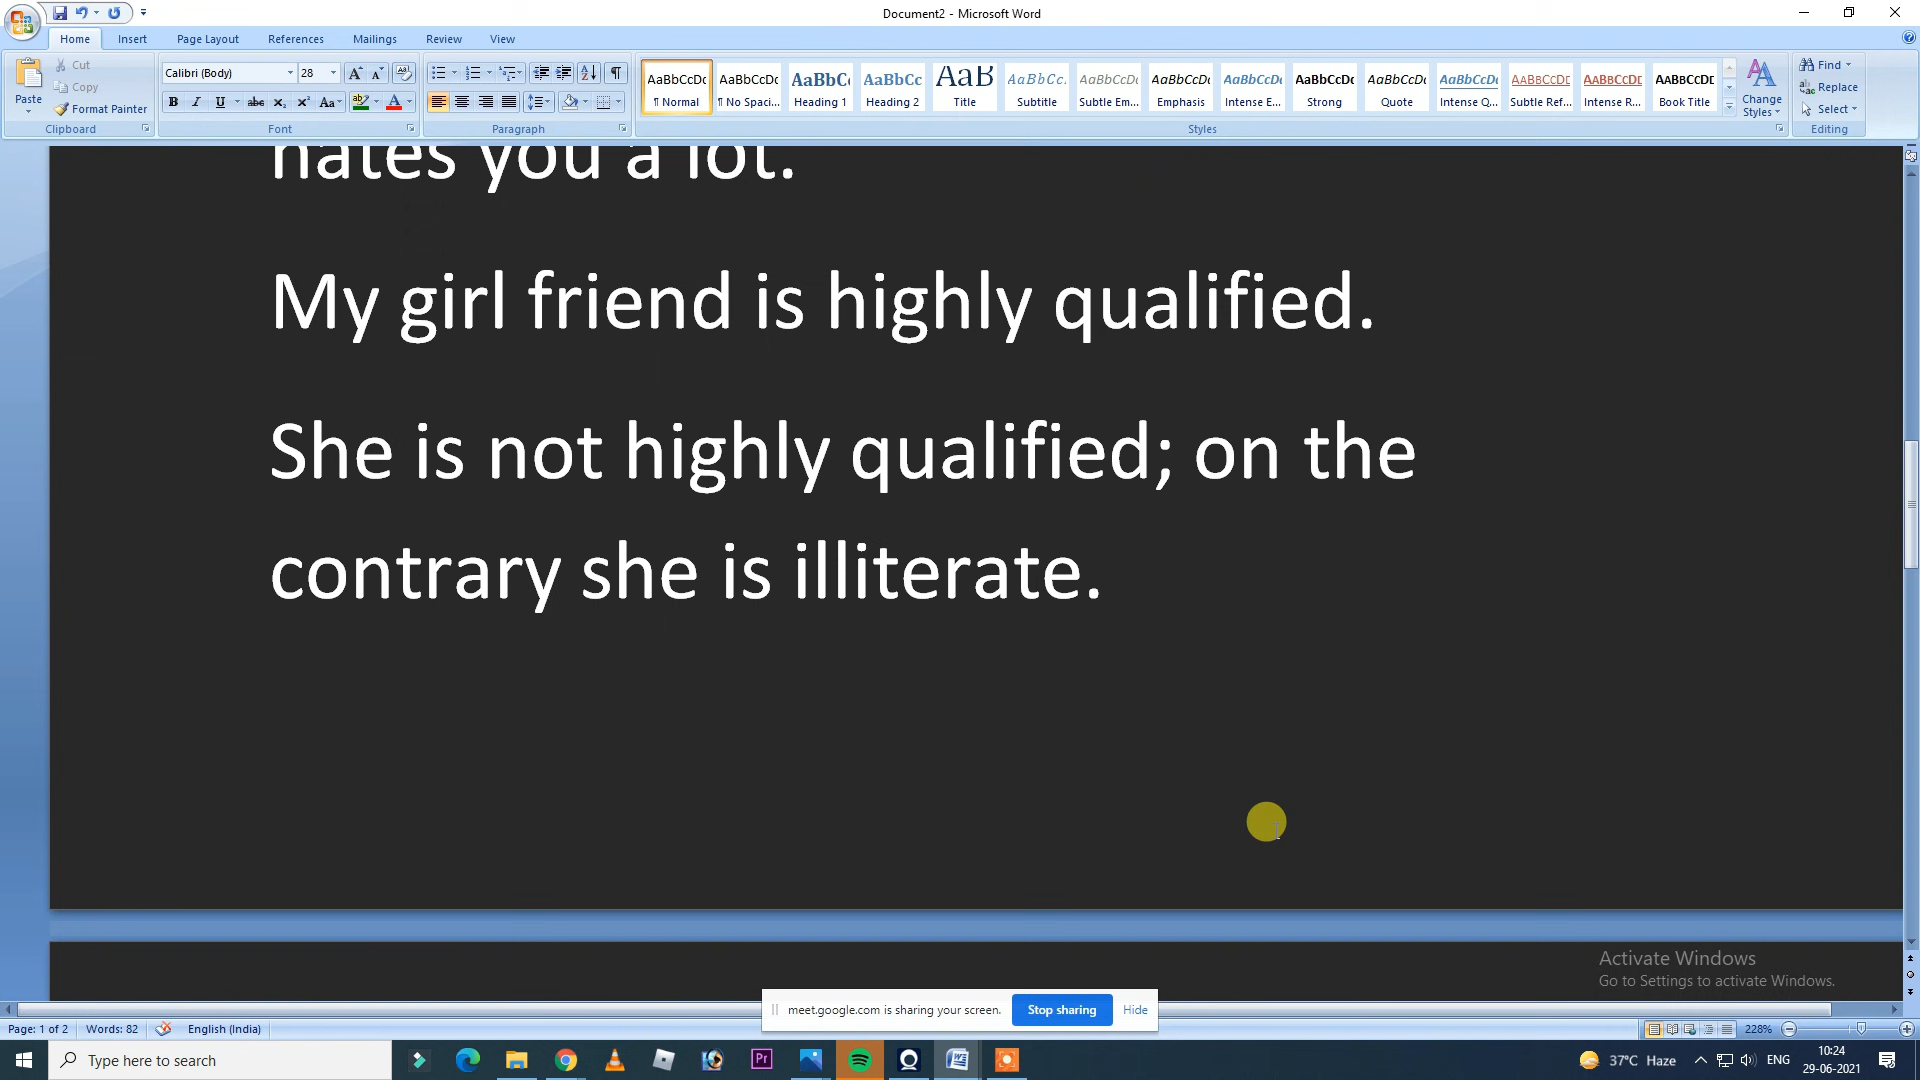 Document2 - Microsoft Word
Home Insert Page Layout References Mailings Review View
Paste
Cut
Copy
Format Painter
Clipboard
Calibri (Body) 28
Font
Paragraph
AaBbCcDc AaBbCcDc AaBbC AaBbCc AaB AaBbCc. AaBbCcDc AaBbCcDc AaBbCcDc AaBbCcDc AaBbCcDc AaBbCcDc AABBCCDE AABBCCDE AABBCCDE
¶ Normal ¶ No Spaci... Heading 1 Heading 2 Title Subtitle Subtle Em... Emphasis Intense E... Strong Quote Intense Q... Subtle Ref... Intense R... Book Title
Change Styles
Styles
Find
Replace
Select
Editing
hates you a lot.
My girl friend is highly qualified.
She is not highly qualified; on the
contrary she is illiterate.
Activate Windows
Go to Settings to activate Windows.
meet.google.com is sharing your screen. Stop sharing Hide
Page: 1 of 2 Words: 82 English (India) 228%
Type here to search
37°C Haze ENG
10:24
29-06-2021